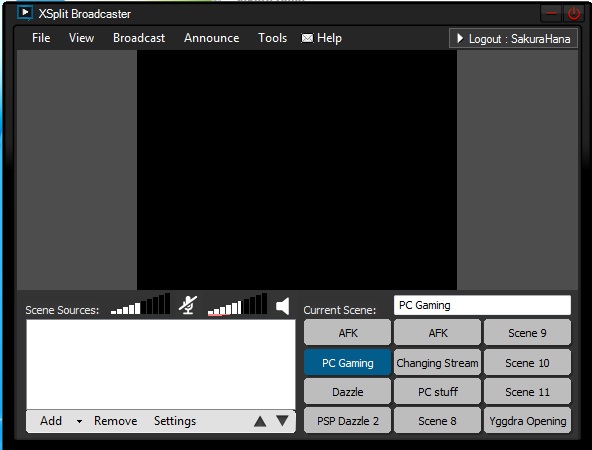 XSplit Broadcaster
File View Broadcast Announce Tools Help Logout : SakuraHana
Scene Sources: Current Scene: PC Gaming
AFK AFK Scene 9
PC Gaming Changing Stream Scene 10
Dazzle PC stuff Scene 11
Add Remove Settings PSP Dazzle 2 Scene 8 Yggdra Opening